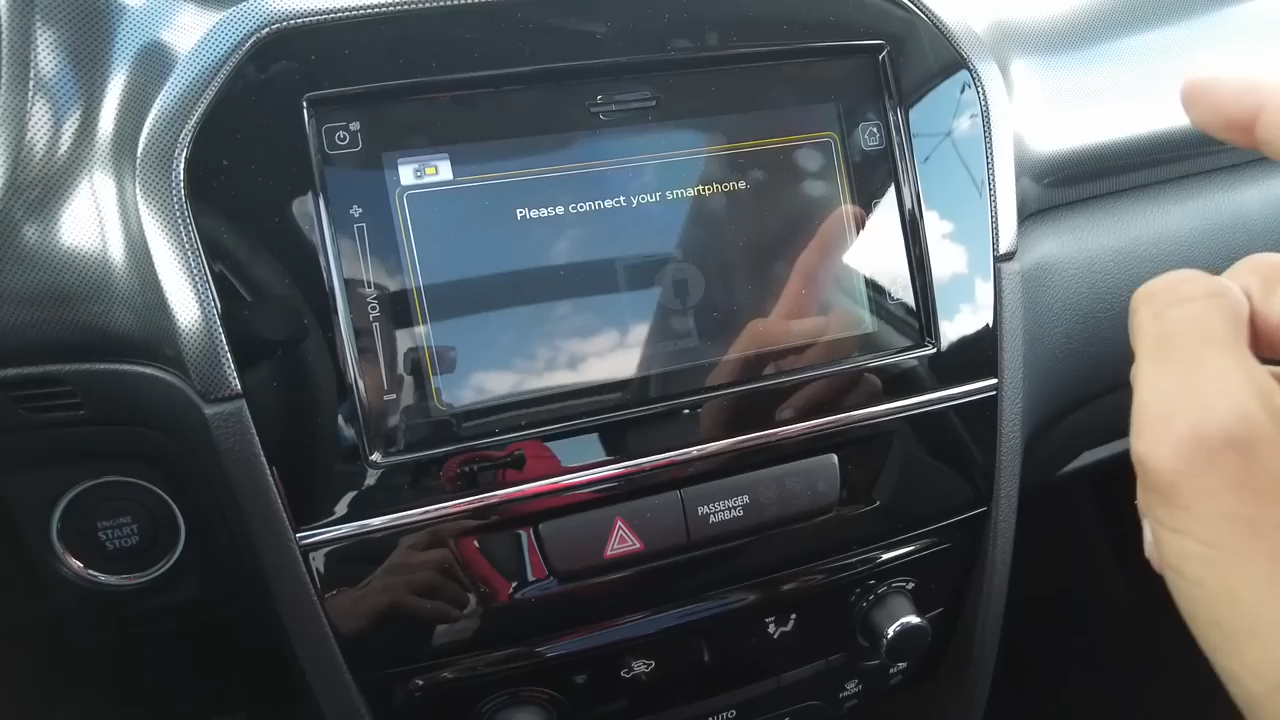 Please connect your smartphone.
VOL
ENGINE
START
STOP
PASSENGER
AIRBAG
REAR
FRONT
AUTO